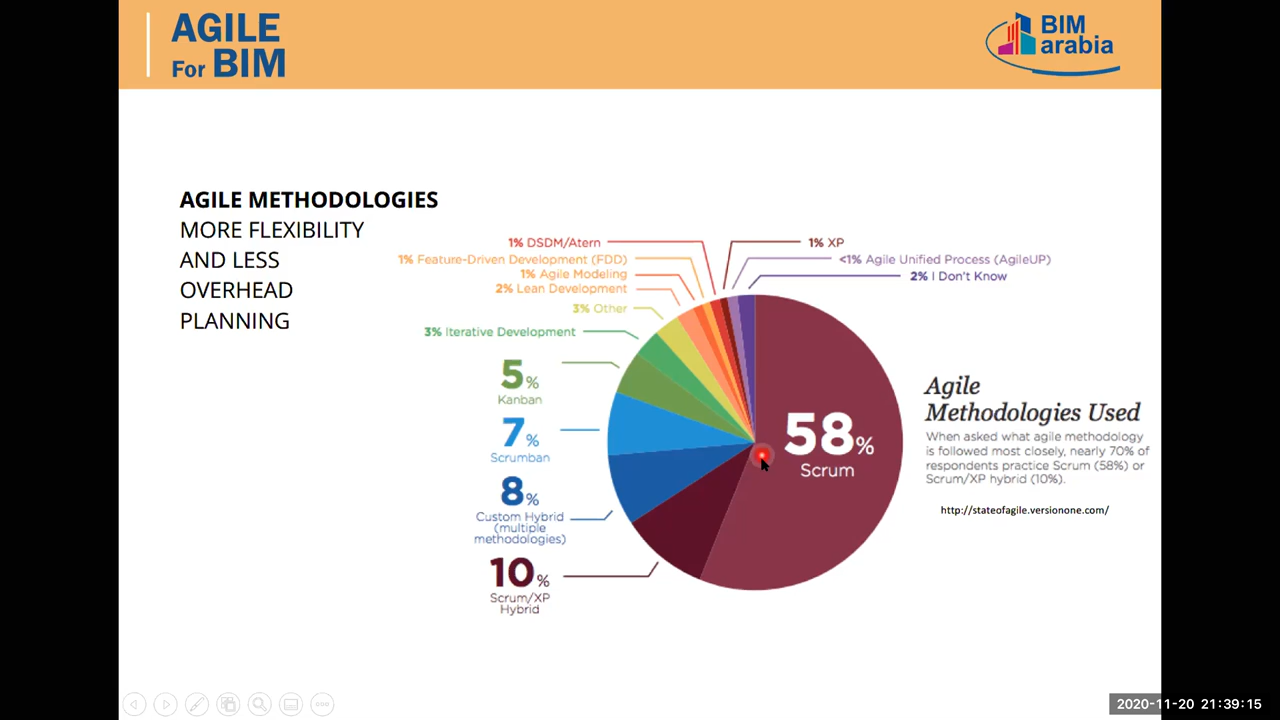 AGILE
For BIM
BIM
arabia
AGILE METHODOLOGIES
MORE FLEXIBILITY
AND LESS
OVERHEAD
PLANNING
1% DSDM/Atern
1% Feature-Driven Development (FDD)
1% Agile Modeling
2% Lean Development
3% Other
3% Iterative Development
5%
Kanban
7%
Scrumban
8%
Custom Hybrid
(multiple
methodologies)
10%
Scrum/XP
Hybrid
1% XP
<1% Agile Unified Process (AgileUP)
2% I Don't Know
58%
Scrum
Agile
Methodologies Used
When asked what agile methodology
is followed most closely, nearly 70% of
respondents practice Scrum (58%) or
Scrum/XP hybrid (10%).
http://stateofagile.versionone.com/
2020-11-20 21:39:15